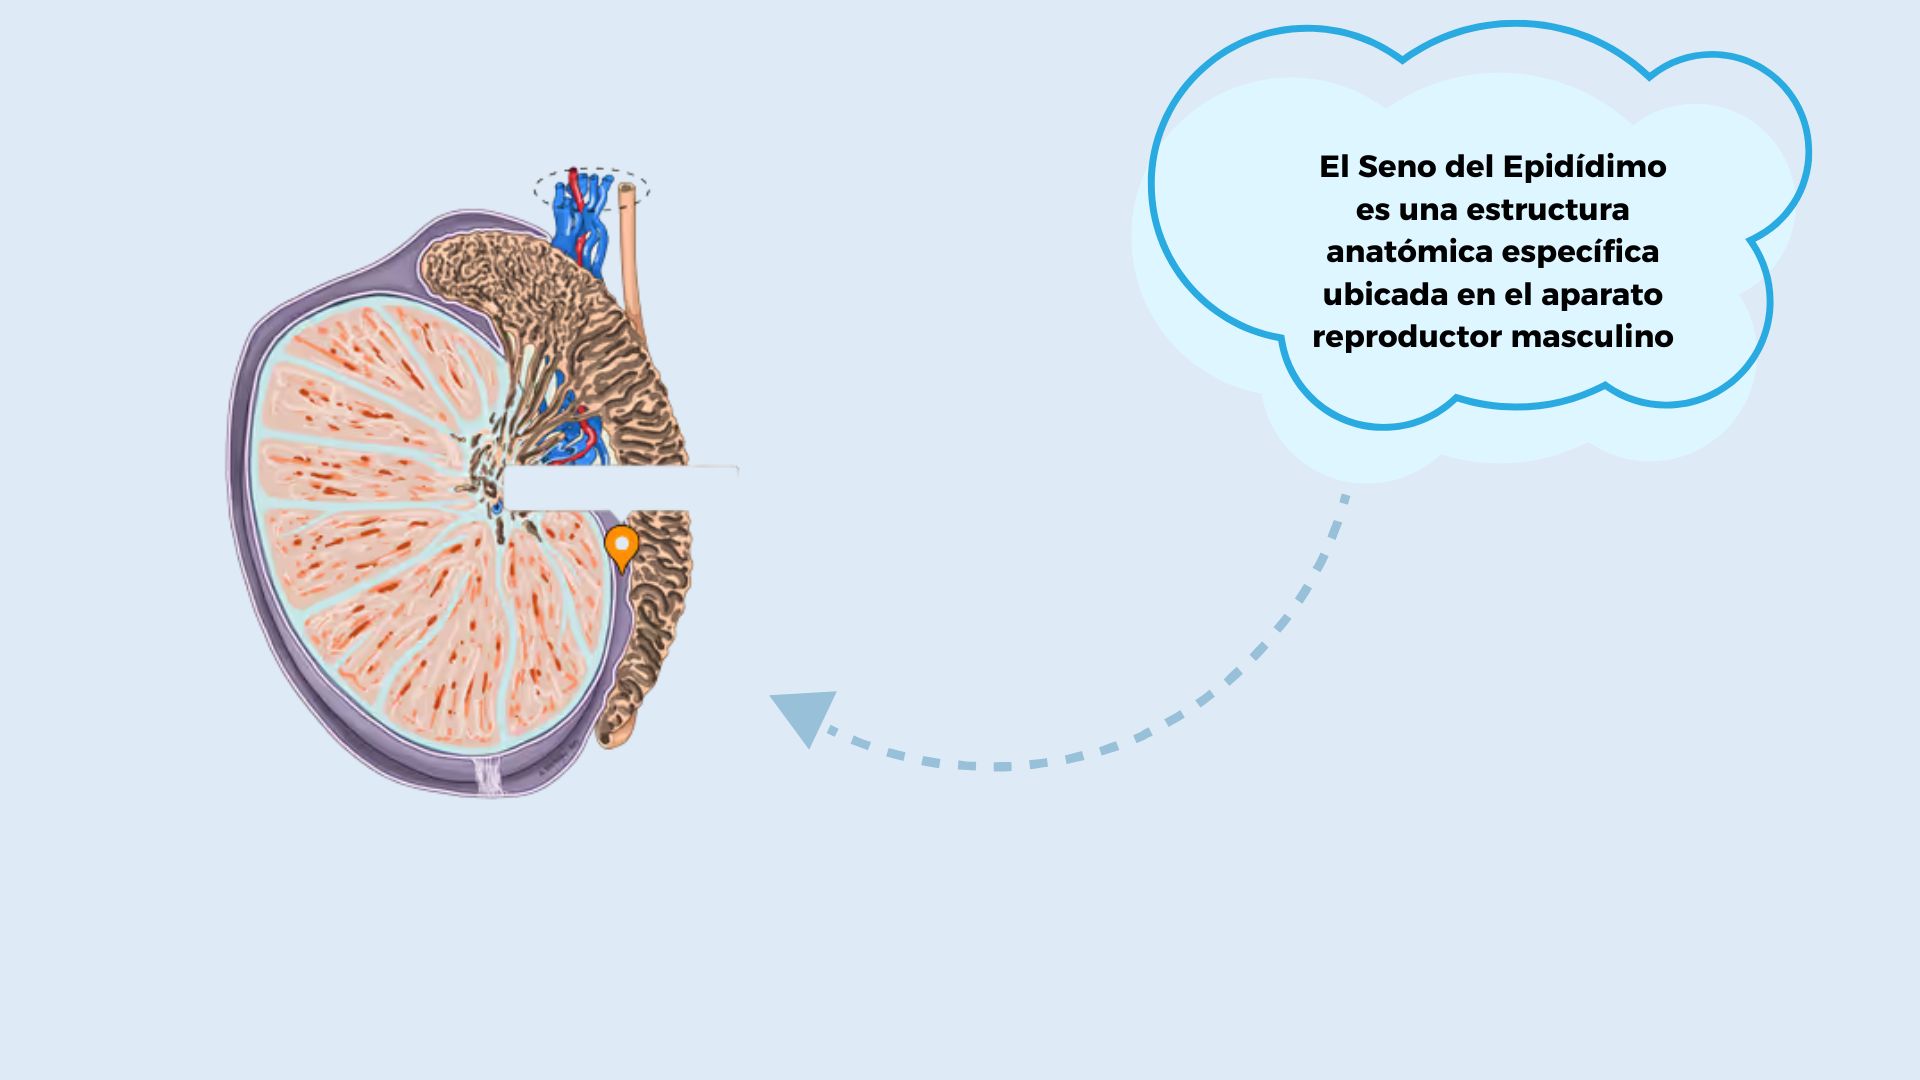 El Seno del Epidídimo
es una estructura
anatómica específica
ubicada en el aparato
reproductor masculino